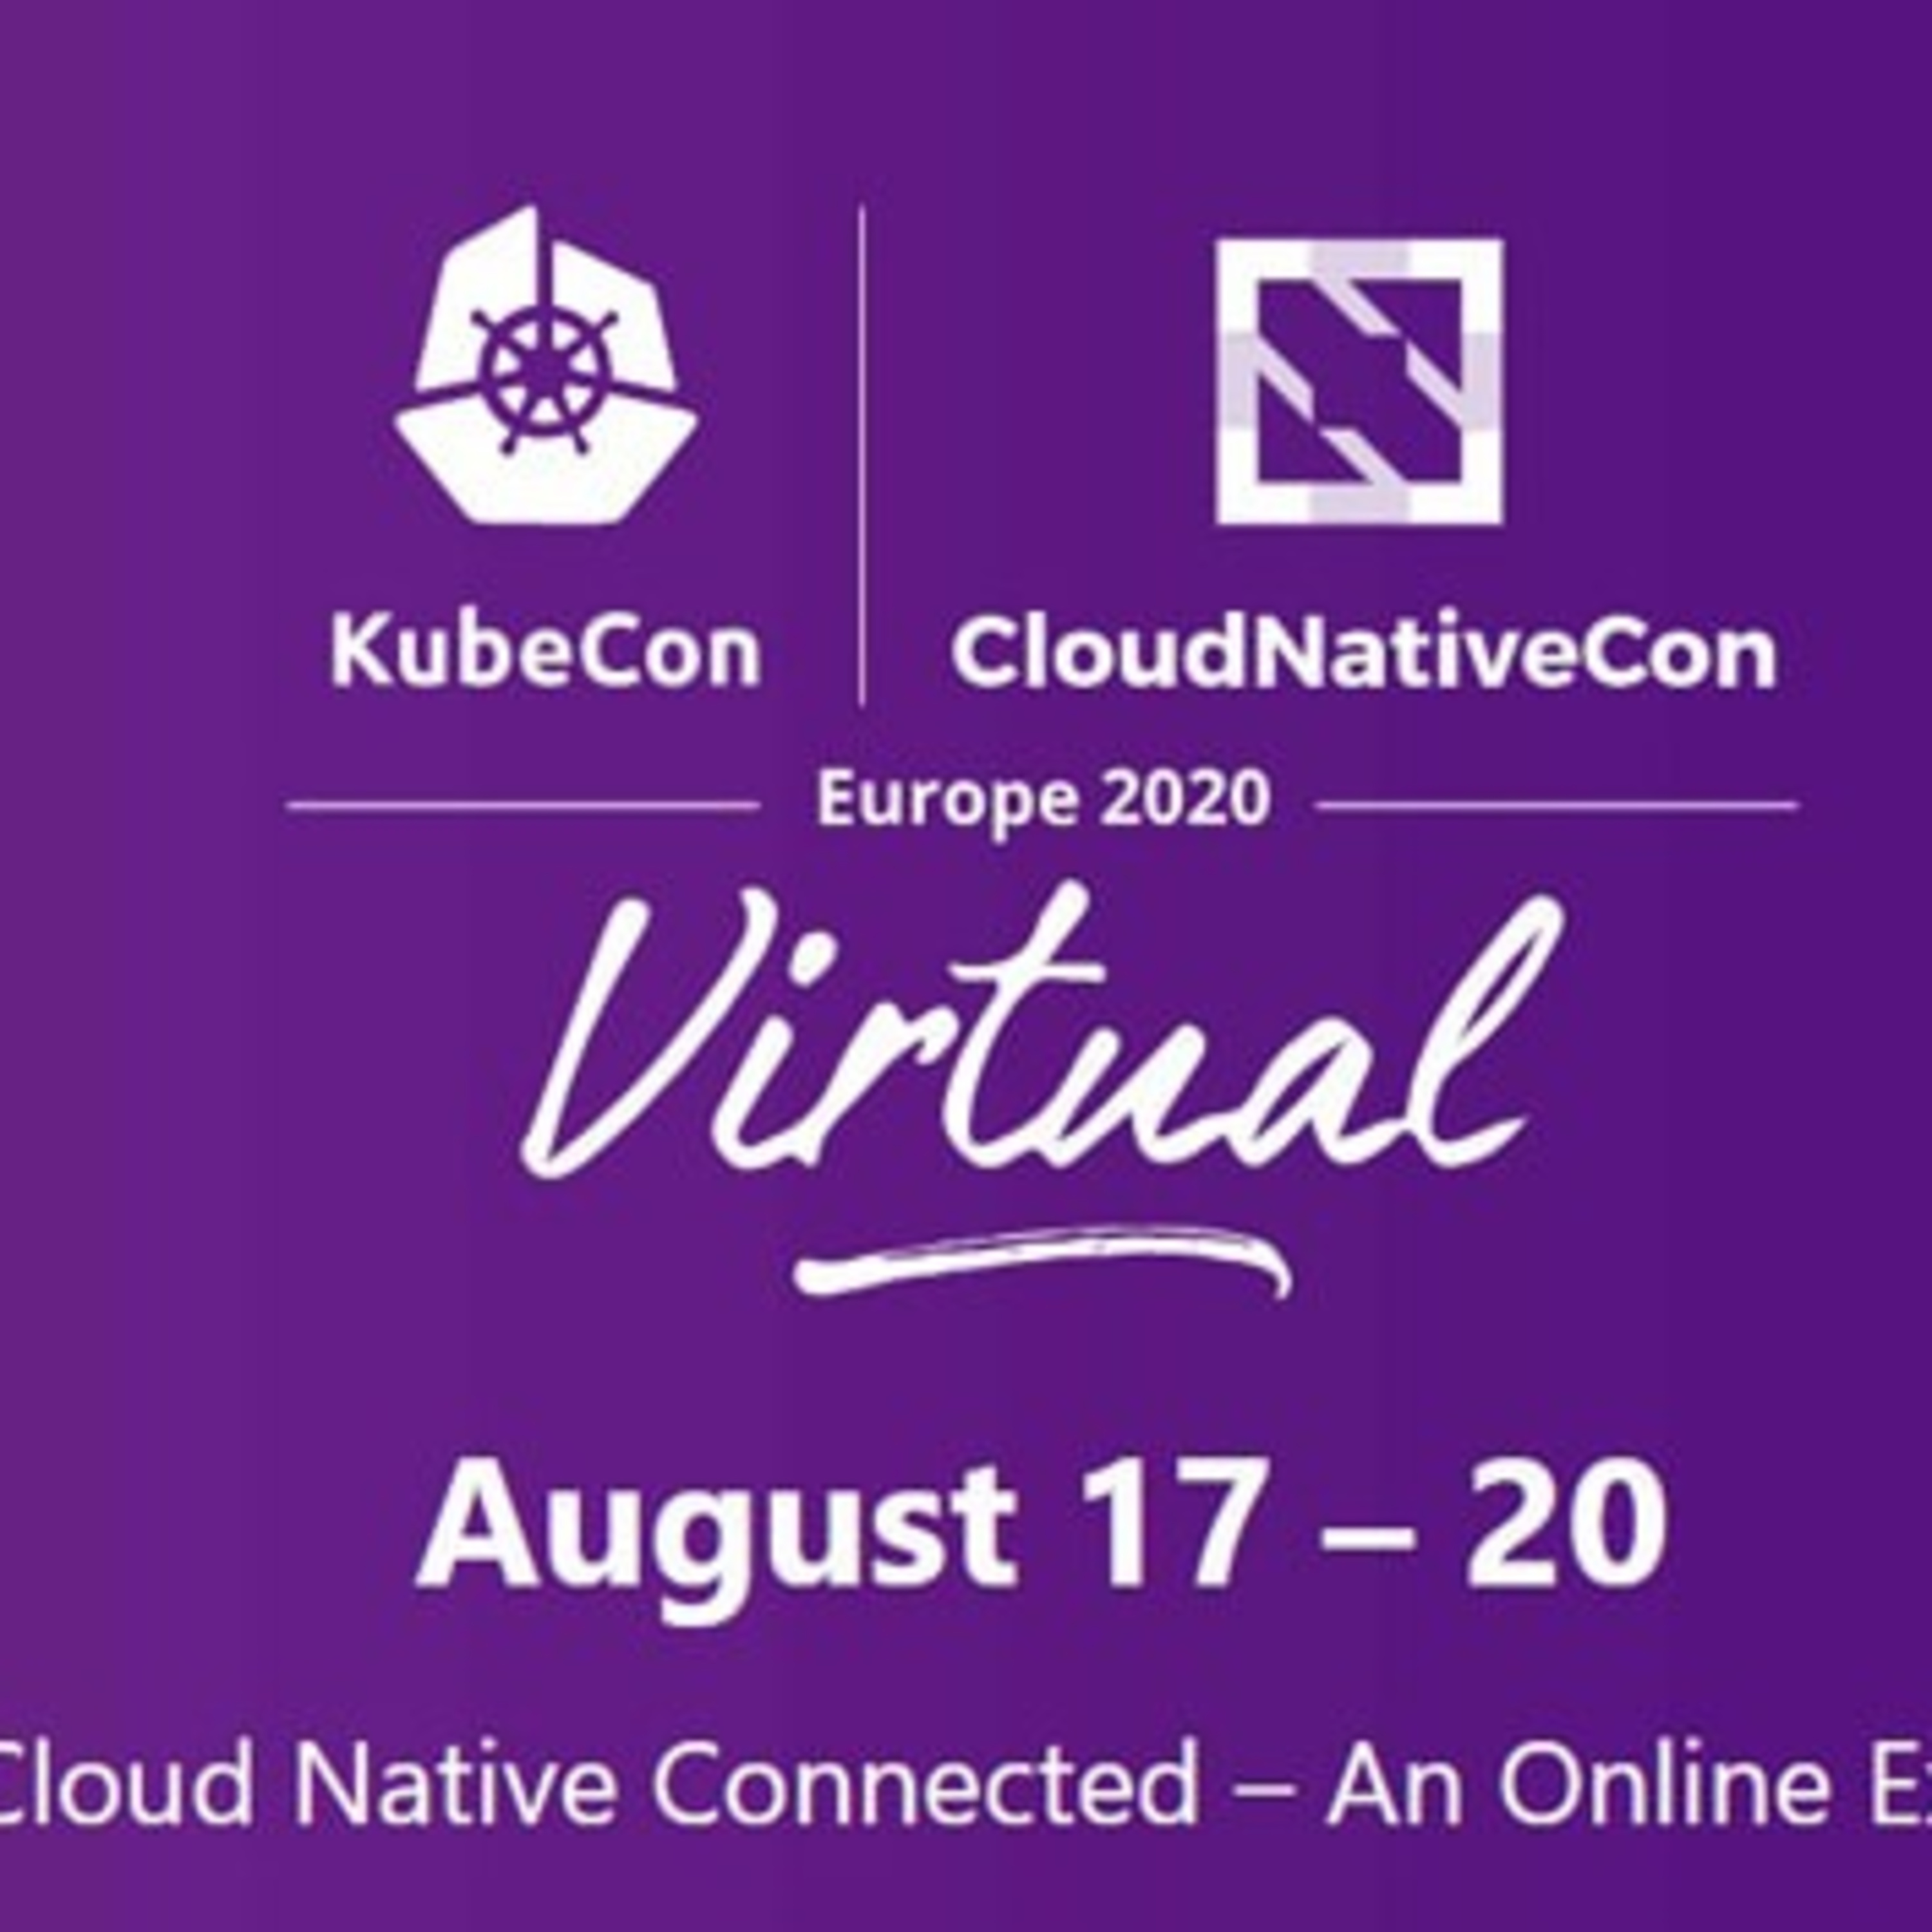 KubeCon
CloudNativeCon
Europe 2020
Virtual
August 17 – 20
Cloud Native Connected – An Online